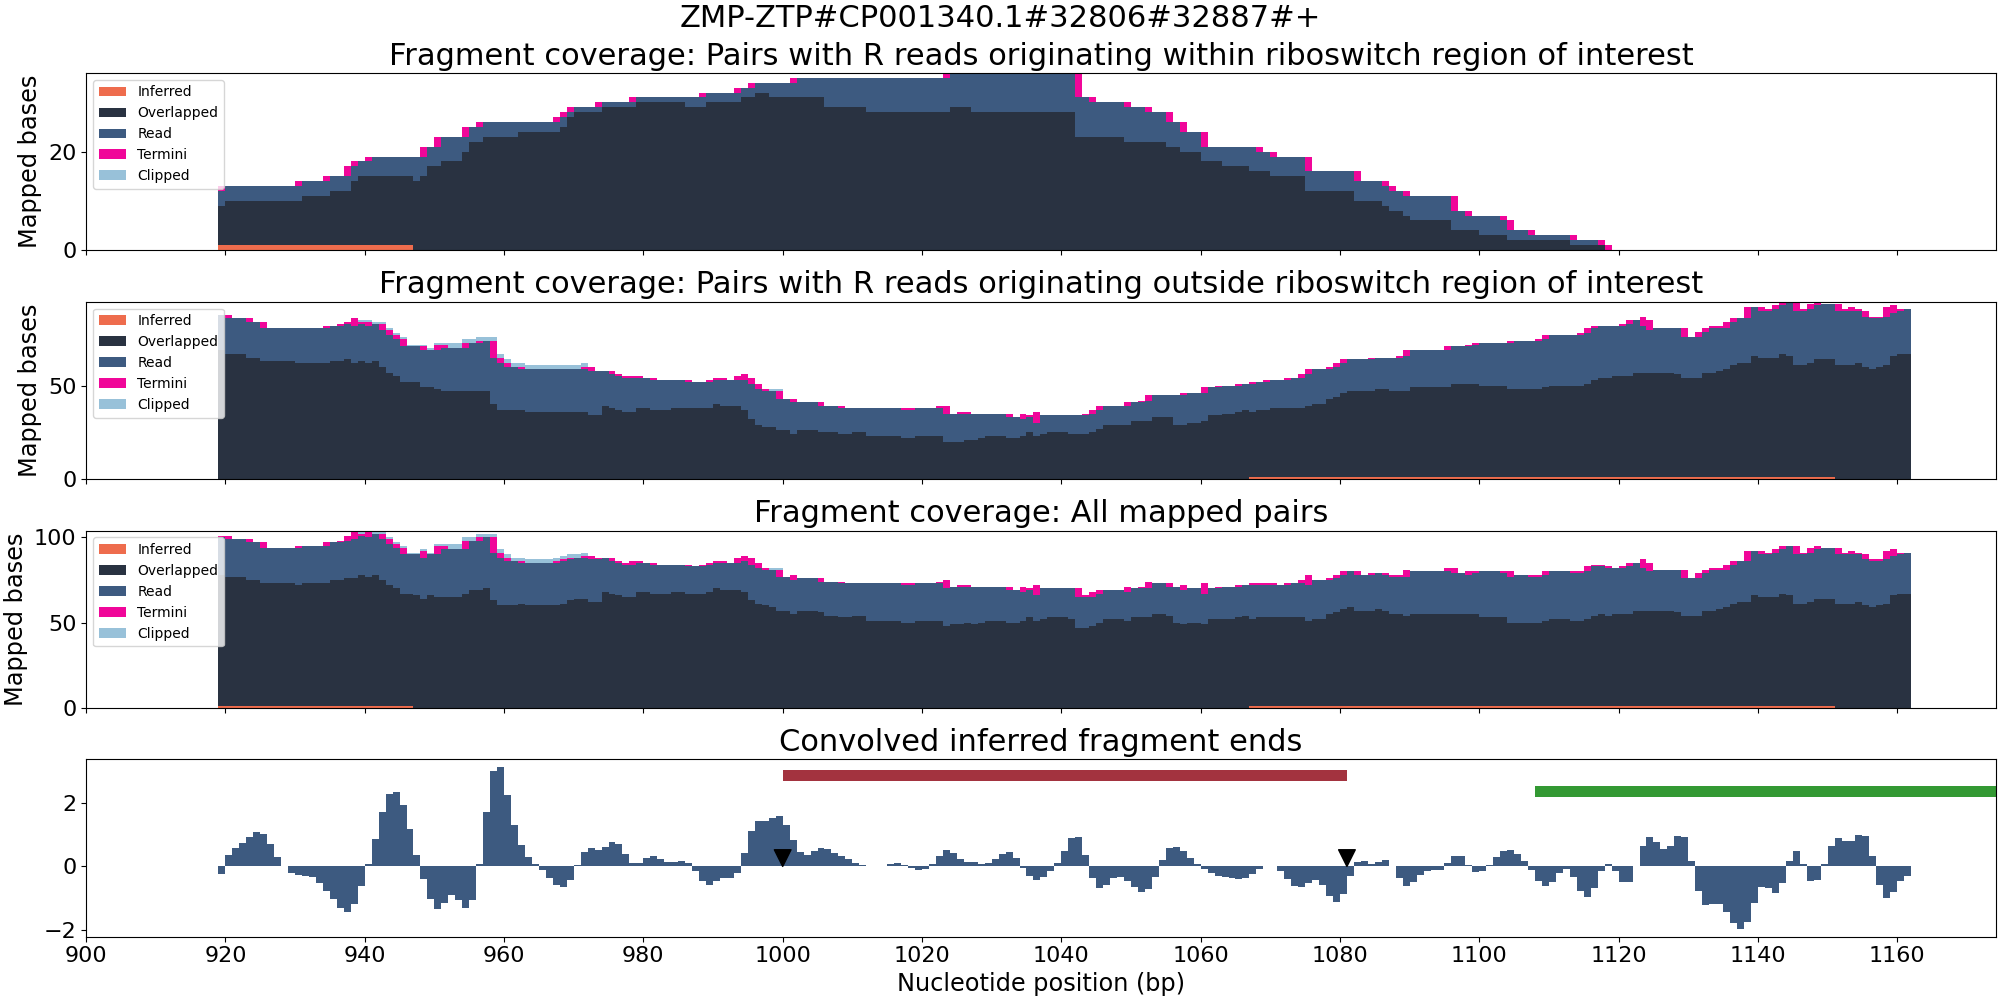 ZMP-ZTP#CP001340.1#32806#32887#+
Fragment coverage: Pairs with R reads originating within riboswitch region of interest
Mapped bases
20
0
Inferred
Overlapped
Read
Termini
Clipped
Fragment coverage: Pairs with R reads originating outside riboswitch region of interest
Mapped bases
50
0
Inferred
Overlapped
Read
Termini
Clipped
Fragment coverage: All mapped pairs
Mapped bases
100
50
0
Inferred
Overlapped
Read
Termini
Clipped
Convolved inferred fragment ends
2
0
−2
900 920 940 960 980 1000 1020 1040 1060 1080 1100 1120 1140 1160
Nucleotide position (bp)